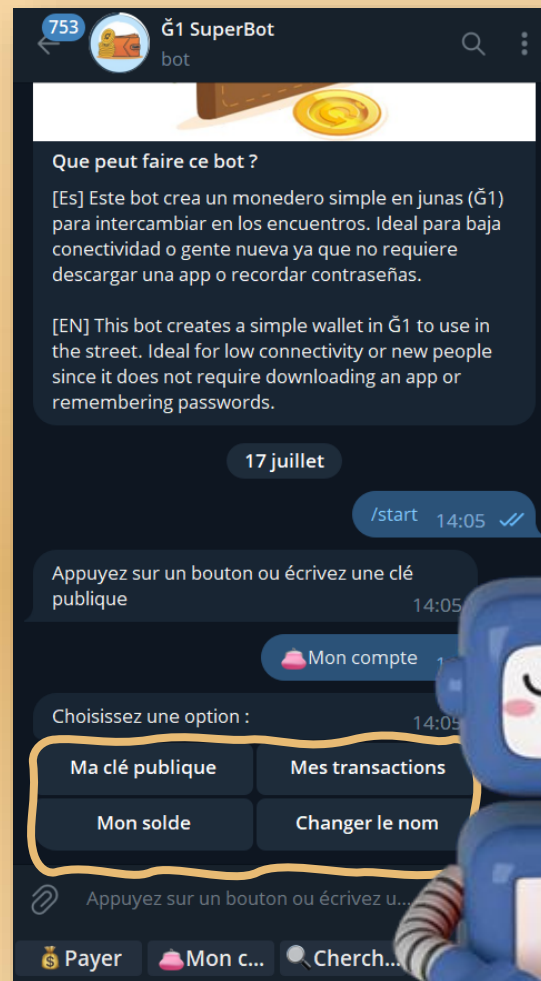 753
Ğ1 SuperBot
bot
Que peut faire ce bot ?
[Es] Este bot crea un monedero simple en junas (Ğ1)
para intercambiar en los encuentros. Ideal para baja
conectividad o gente nueva ya que no requiere
descargar una app o recordar contraseñas.
[EN] This bot creates a simple wallet in Ğ1 to use in
the street. Ideal for low connectivity or new people
since it does not require downloading an app or
remembering passwords.
17 juillet
/start 14:05
Appuyez sur un bouton ou écrivez une clé
publique 14:05
Mon compte
Choisissez une option : 14:05
Ma clé publique Mes transactions
Mon solde Changer le nom
Appuyez sur un bouton ou écrivez u...
Payer Mon c... Cherch...